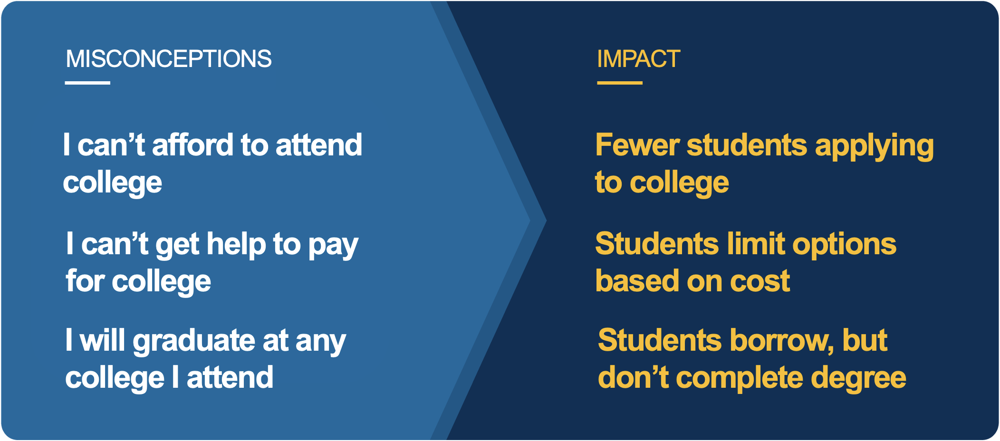 MISCONCEPTIONS
I can’t afford to attend
college
I can’t get help to pay
for college
I will graduate at any
college I attend
IMPACT
Fewer students applying
to college
Students limit options
based on cost
Students borrow, but
don’t complete degree